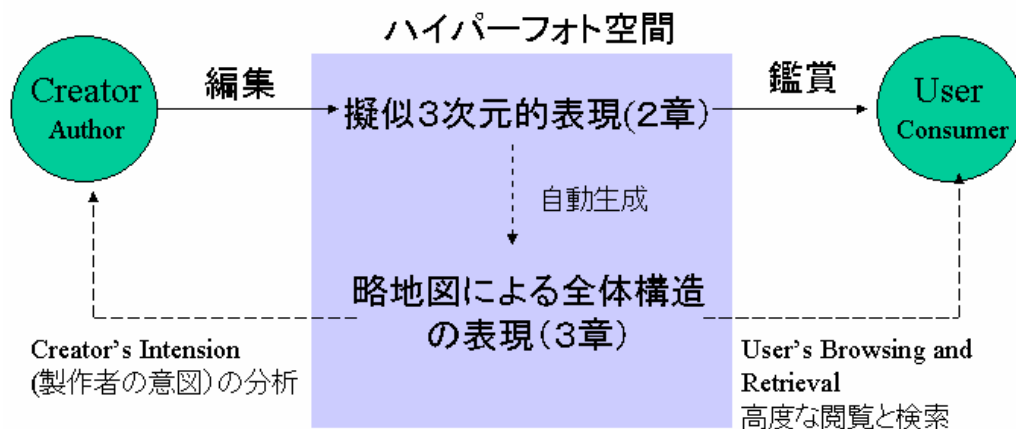 ハイパーフォト空間
Creator
Author
編集
擬似3次元的表現(2章)
鑑賞
User
Consumer
自動生成
略地図による全体構造
の表現(3章)
Creator's Intension
(製作者の意図)の分析
User's Browsing and
Retrieval
高度な閲覧と検索